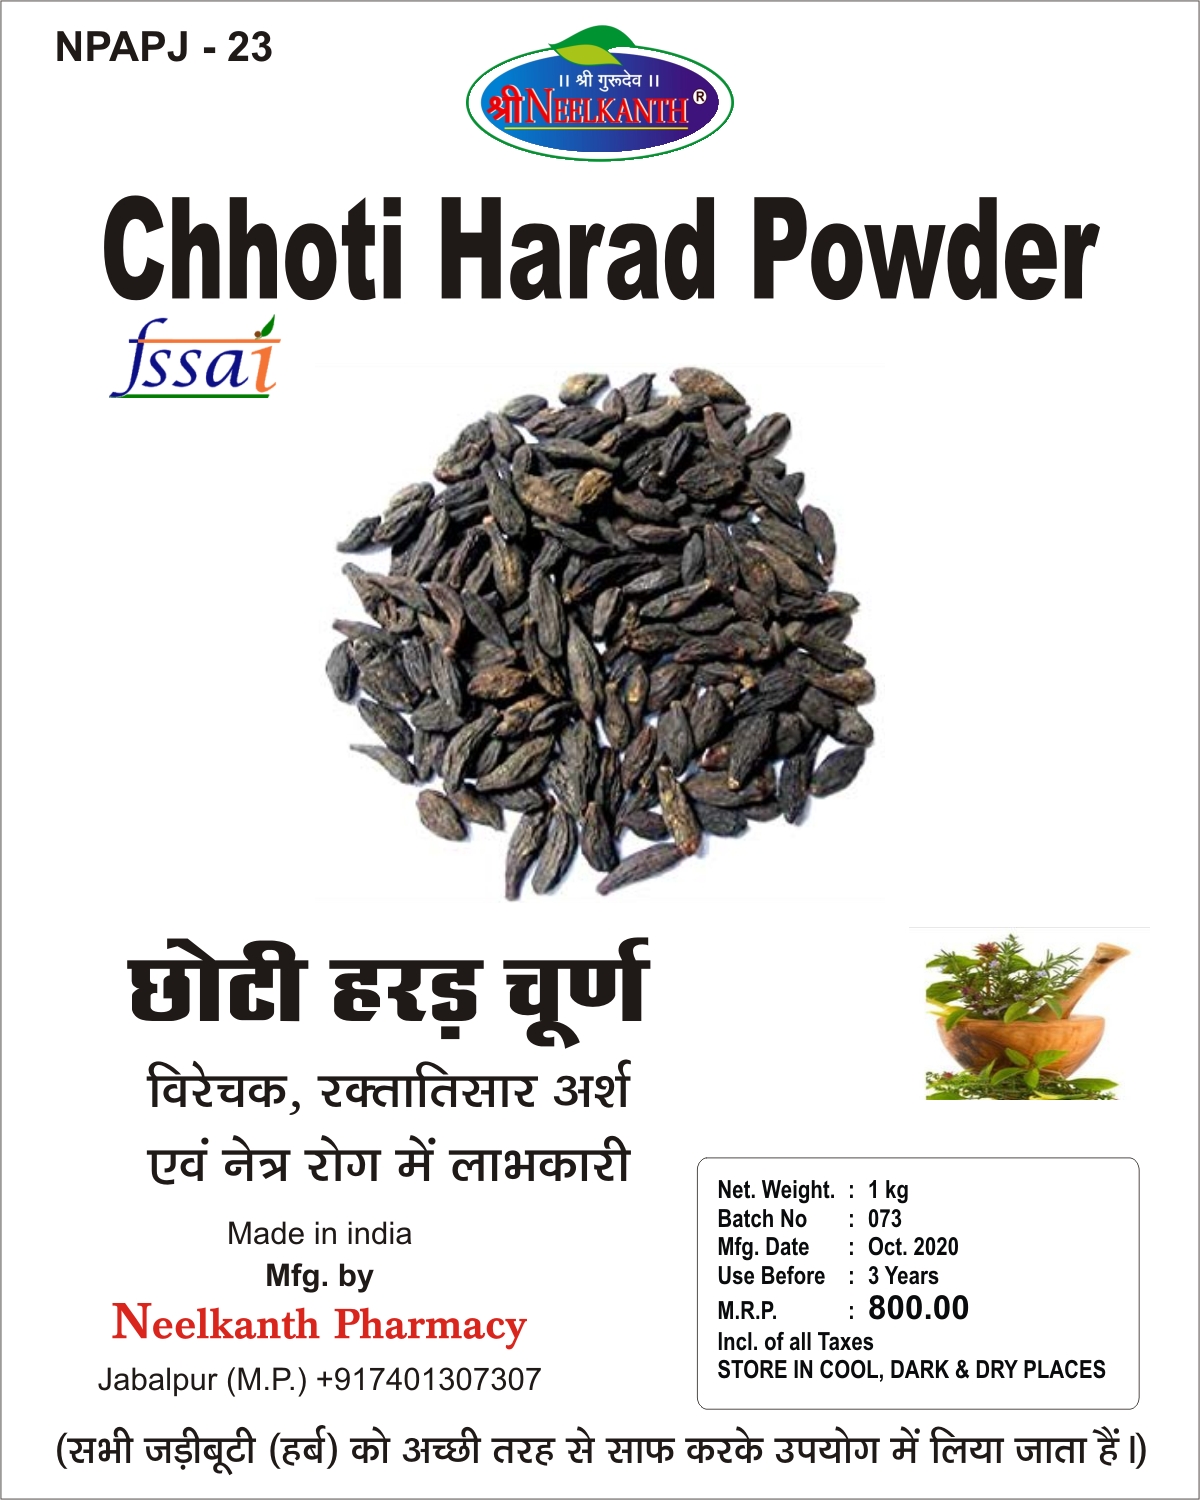 NPAPJ - 23
।। श्री गुरूदेव ।।
श्री NEELKANTH ®
Chhoti Harad Powder
fssai
छोटी हरड़ चूर्ण
विरेचक, रक्तातिसार अर्श
एवं नेत्र रोग में लाभकारी
Made in india
Mfg. by
Neelkanth Pharmacy
Jabalpur (M.P.) +917401307307
Net. Weight. : 1 kg
Batch No : 073
Mfg. Date : Oct. 2020
Use Before : 3 Years
M.R.P. : 800.00
Incl. of all Taxes
STORE IN COOL, DARK & DRY PLACES
(सभी जड़ीबूटी (हर्ब) को अच्छी तरह से साफ करके उपयोग में लिया जाता हैं।)